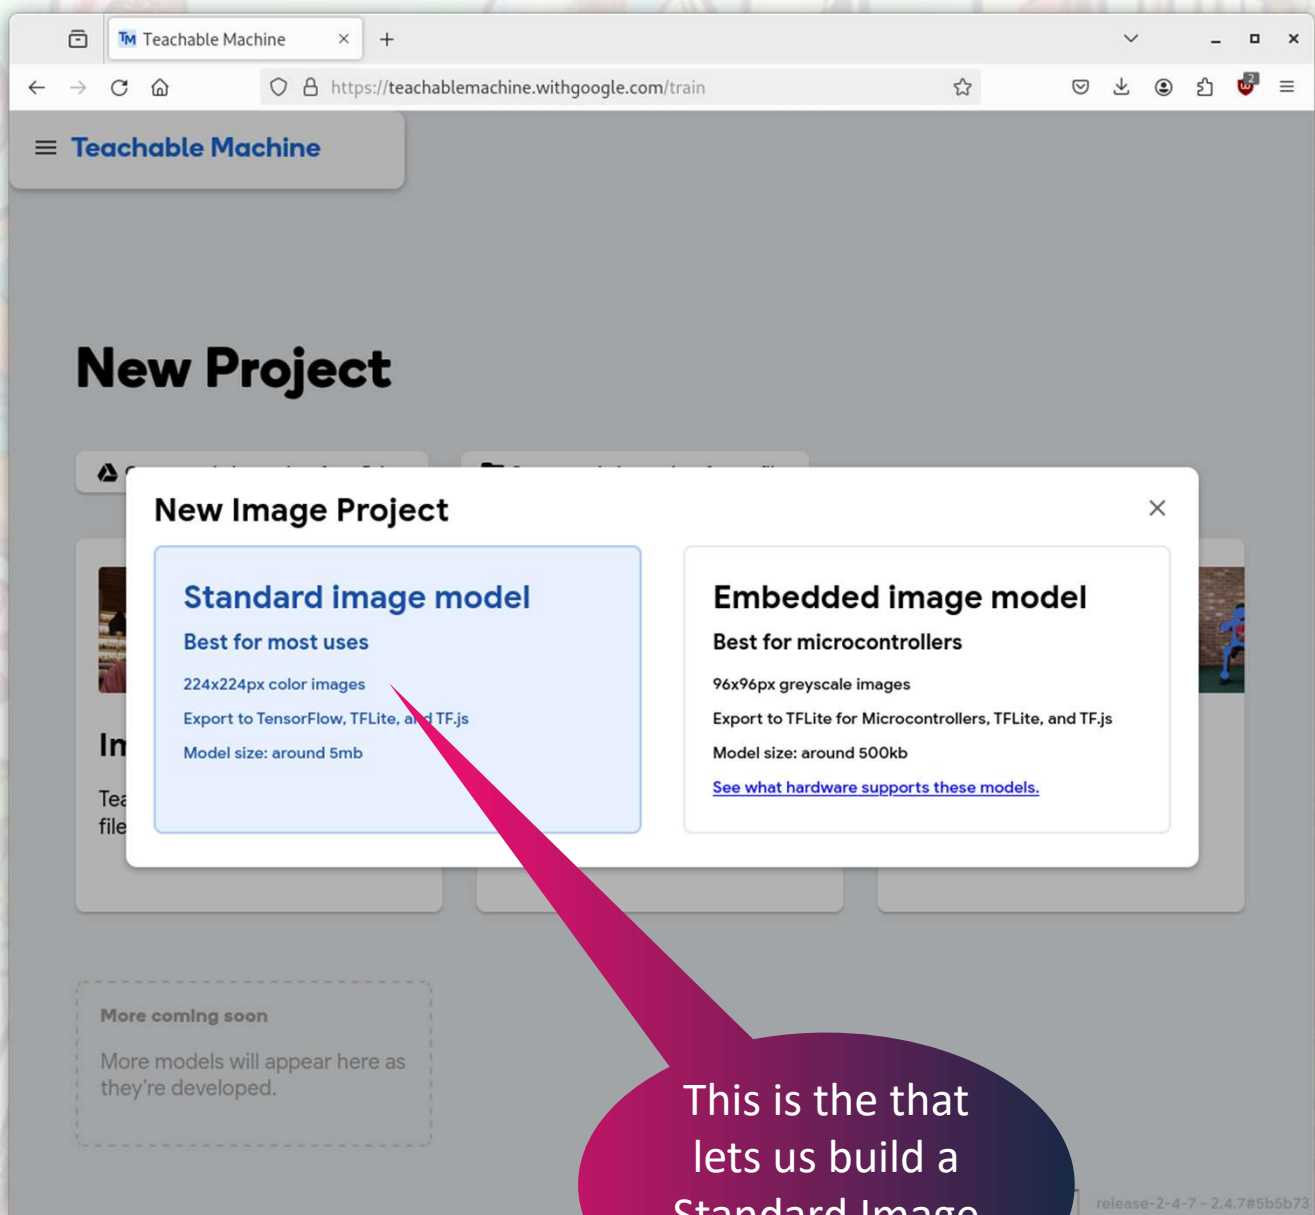 Teachable Machine
https://teachablemachine.withgoogle.com/train
2
Teachable Machine
New Project
New Image Project
Standard image model
Best for most uses
224x224px color images
Export to TensorFlow, TFLite, and TF.js
Model size: around 5mb
Embedded image model
Best for microcontrollers
96x96px greyscale images
Export to TFLite for Microcontrollers, TFLite, and TF.js
Model size: around 500kb
See what hardware supports these models.
Im
Tea
file
More coming soon
More models will appear here as
they're developed.
This is the that
lets us build a
Standard Image
release-2-4-7 - 2.4.7#5b5b73